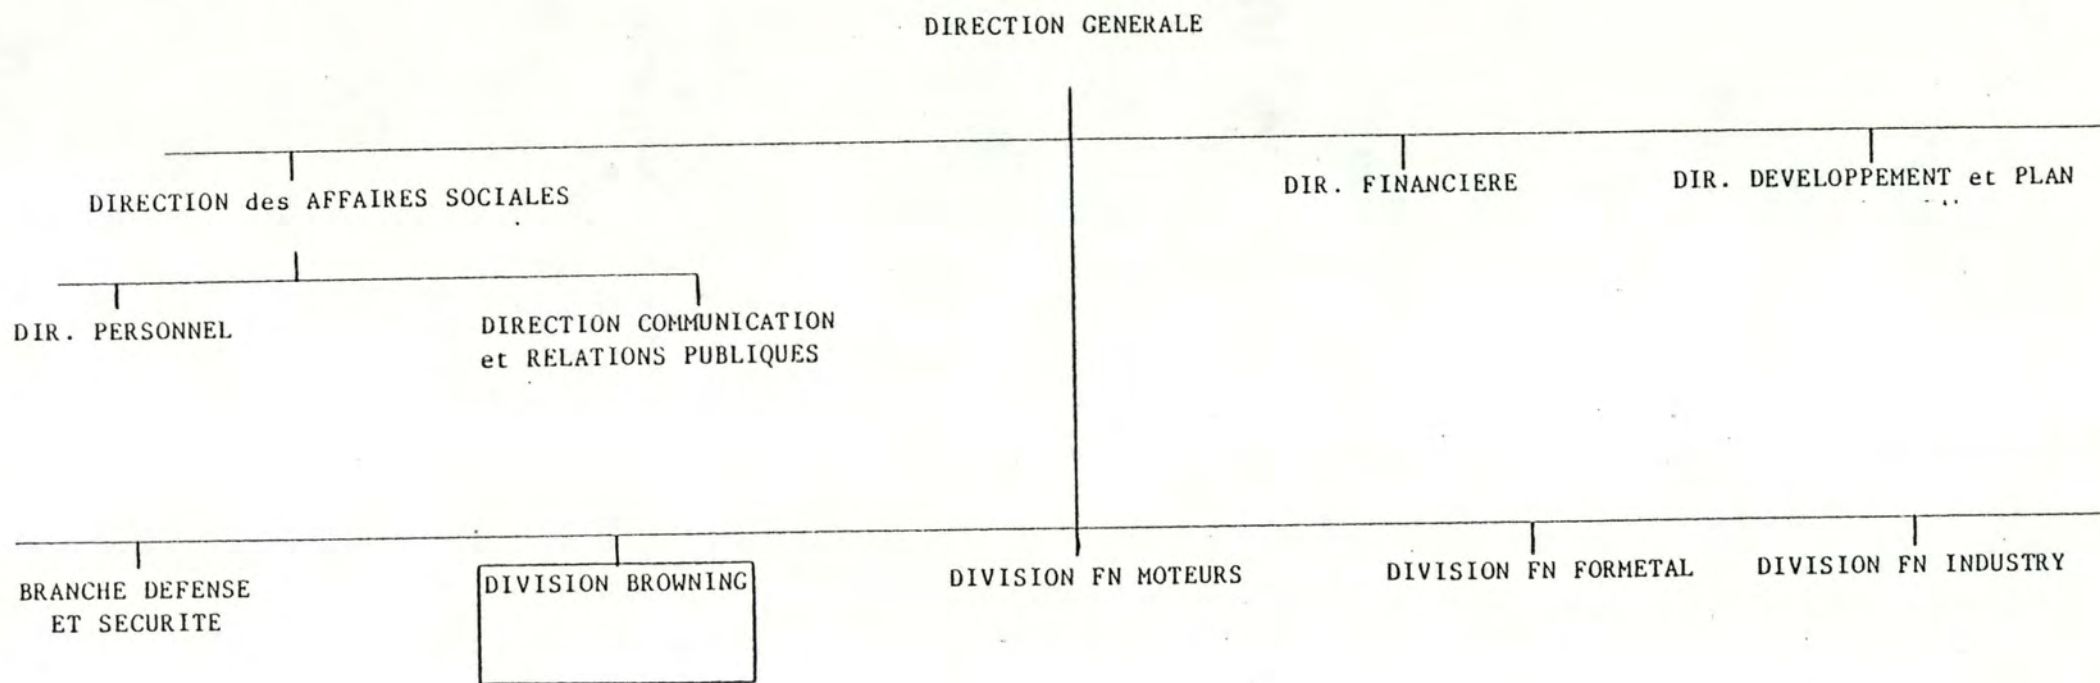 DIRECTION GENERALE
DIRECTION des AFFAIRES SOCIALES
DIR. FINANCIERE
DIR. DEVELOPPEMENT et PLAN
DIR. PERSONNEL
DIRECTION COMMUNICATION
et RELATIONS PUBLIQUES
BRANCHE DEFENSE
ET SECURITE
DIVISION BROWNING
DIVISION FN MOTEURS
DIVISION FN FORMETAL
DIVISION FN INDUSTRY